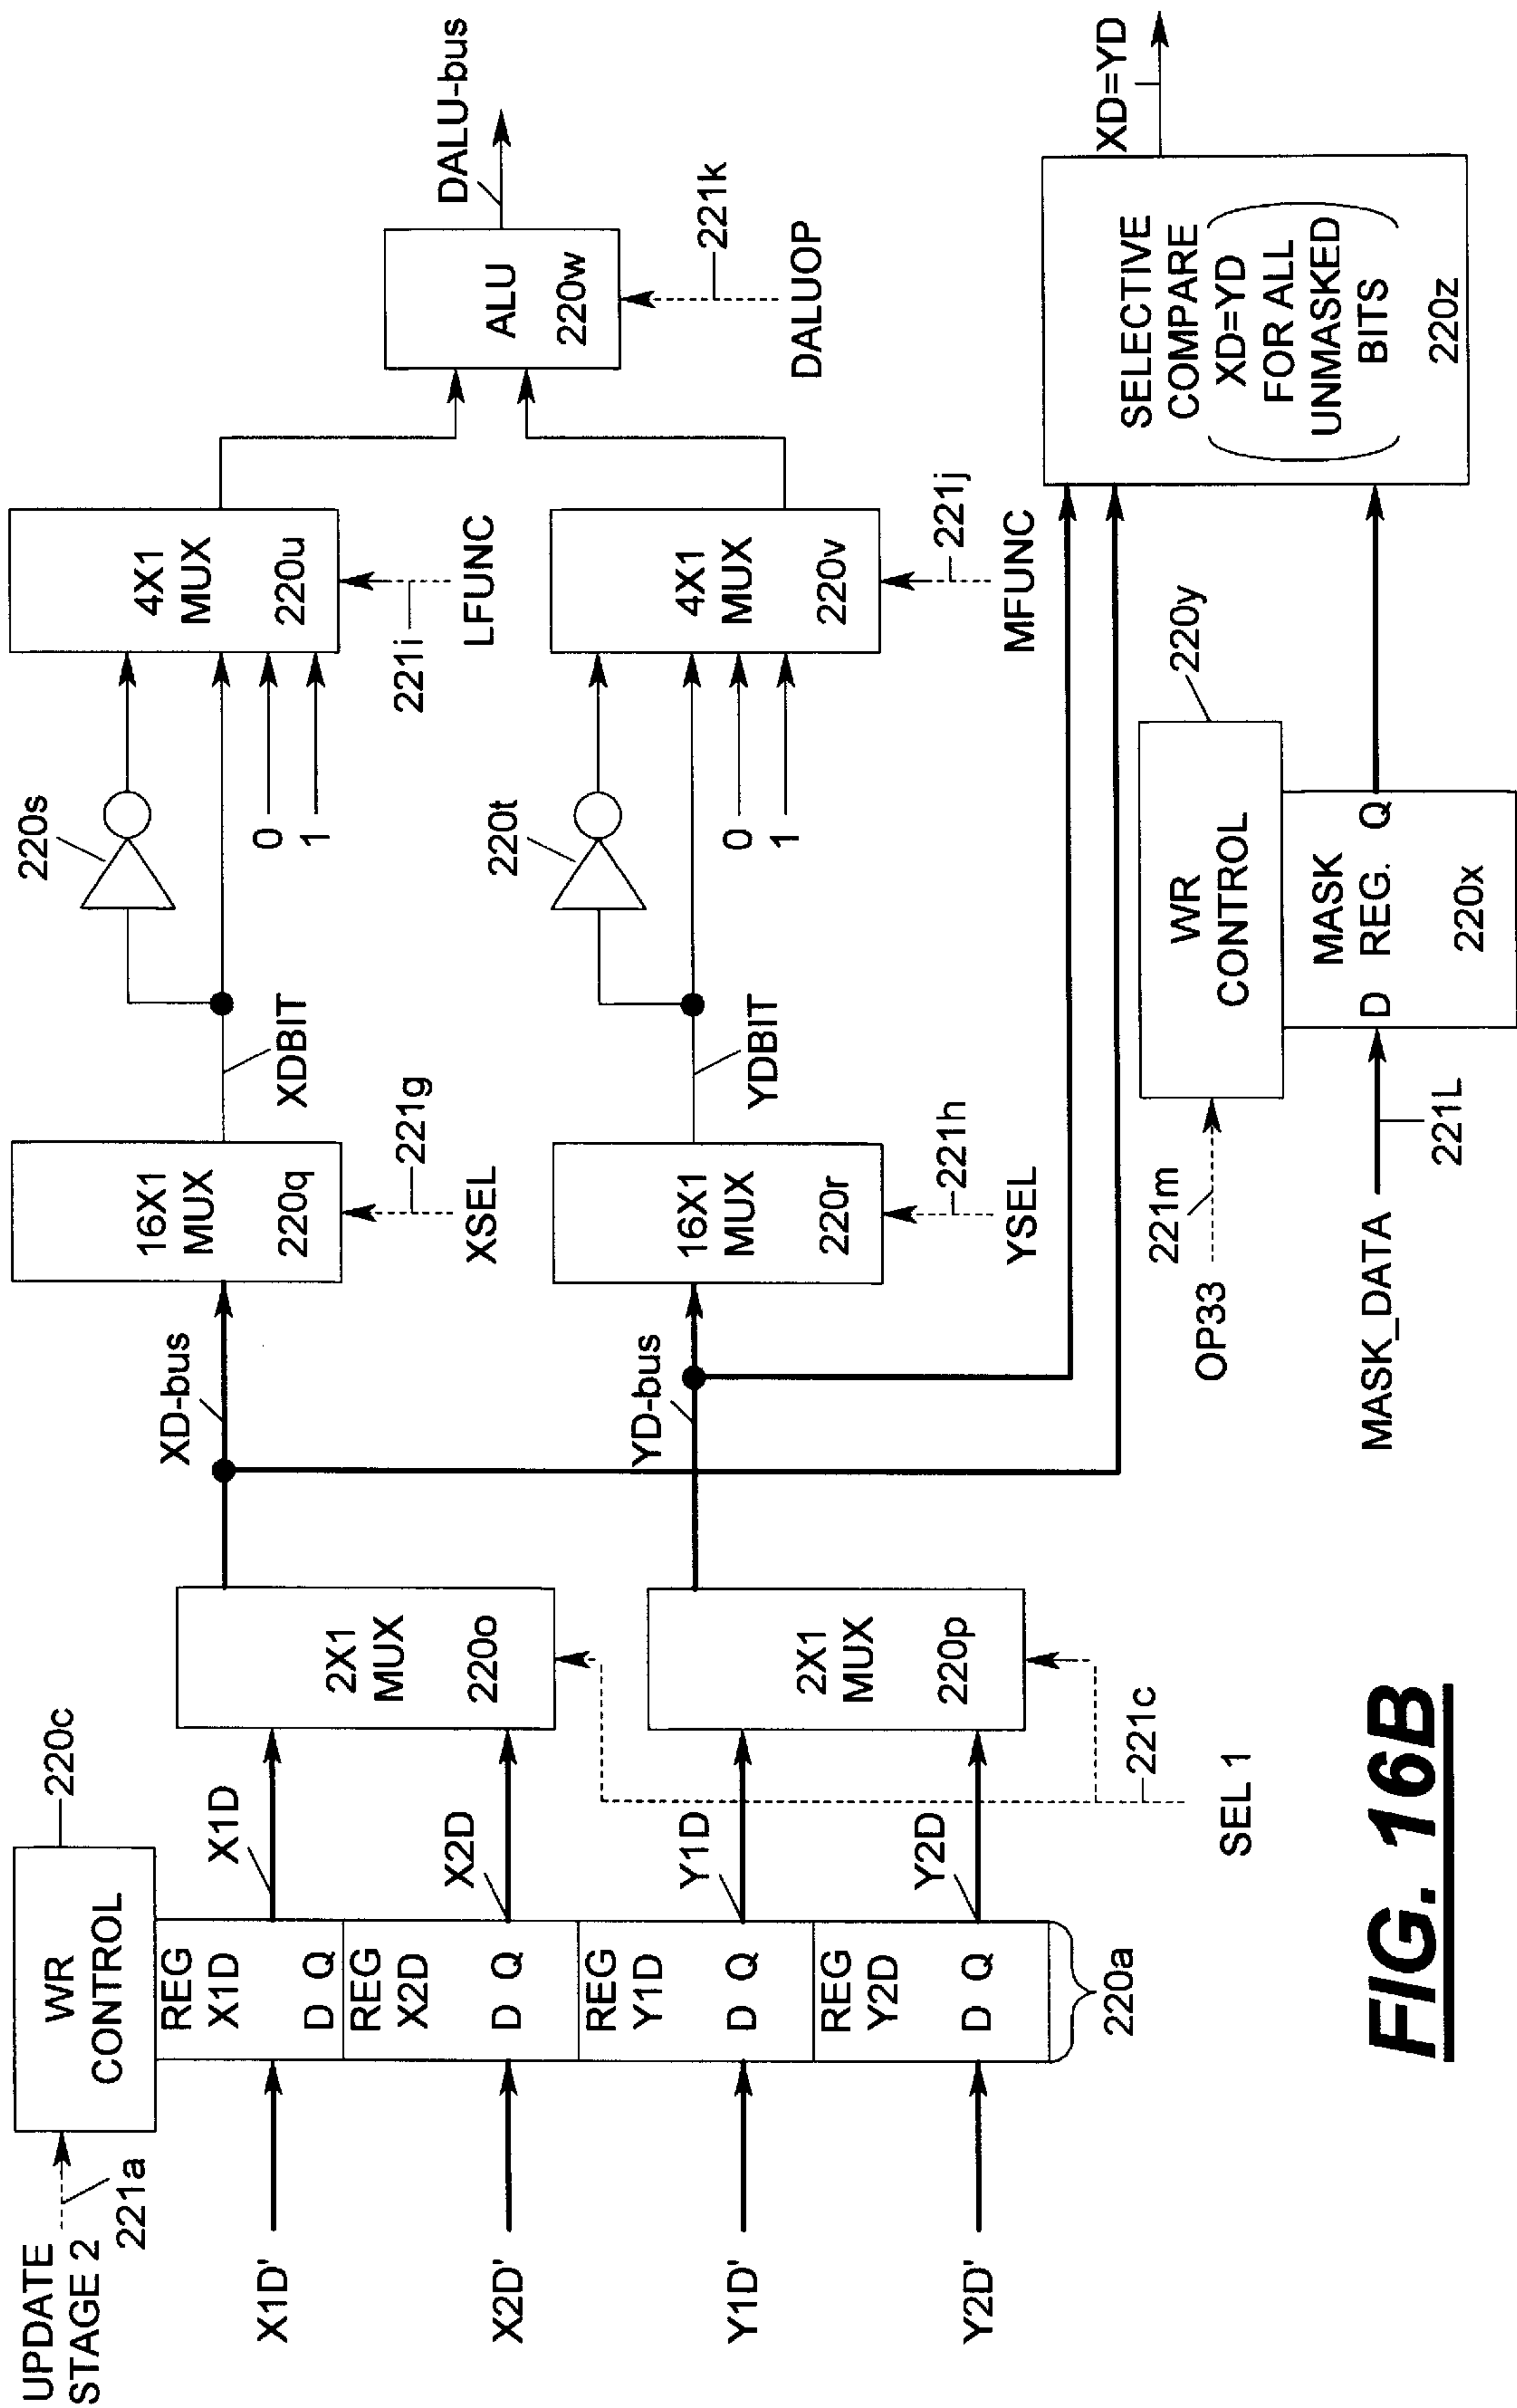 UPDATE
STAGE 2
221a
WR
CONTROL
220c
X1D'
X2D'
Y1D'
Y2D'
REG
X1D
D Q
REG
X2D
D Q
REG
Y1D
D Q
REG
Y2D
D Q
220a
X1D
X2D
Y1D
Y2D
2X1
MUX
220o
2X1
MUX
220p
221c
SEL 1
XD-bus
YD-bus
16X1
MUX
220q
221g
XSEL
16X1
MUX
220r
221h
YSEL
XDBIT
YDBIT
220s
0
1
220t
0
1
4X1
MUX
220u
221i
LFUNC
4X1
MUX
220v
221j
MFUNC
ALU
220w
DALU-bus
221k
DALUOP
OP33
221m
WR
CONTROL
220y
MASK_DATA
221L
MASK
D REG. Q
220x
SELECTIVE
COMPARE
XD=YD
FOR ALL
UNMASKED
BITS
220z
XD=YD
FIG. 16B